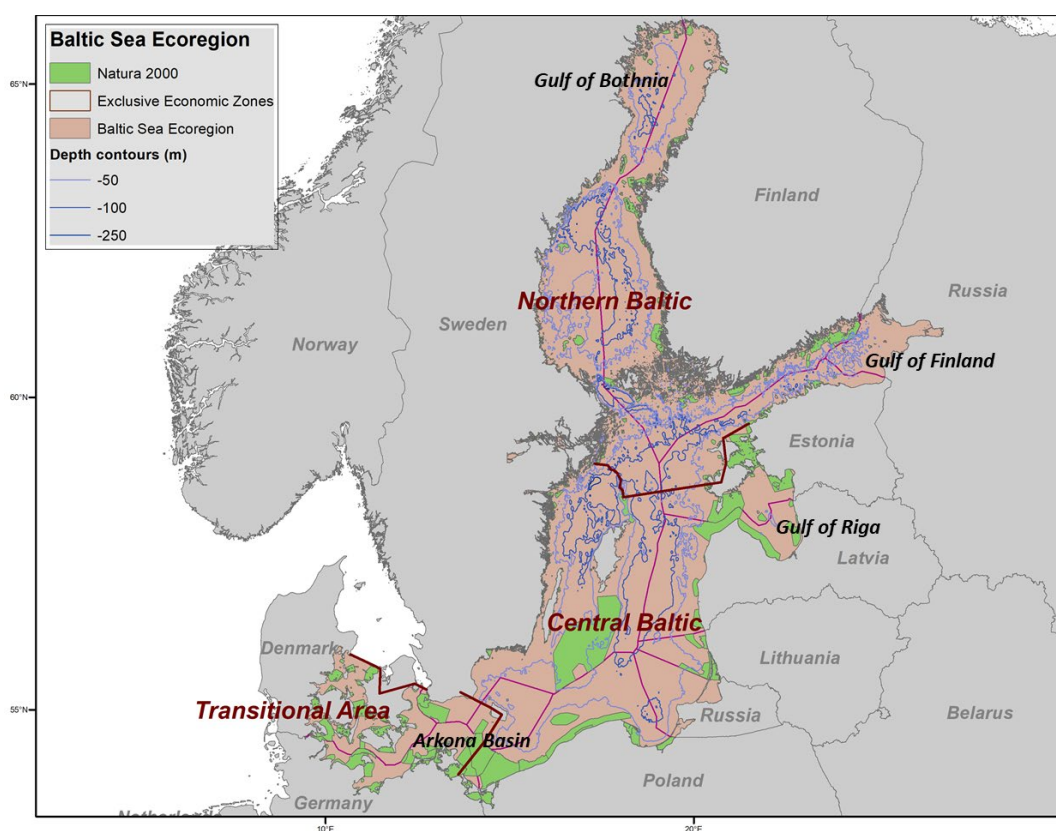 Baltic Sea Ecoregion
Natura 2000
Exclusive Economic Zones
Baltic Sea Ecoregion
Depth contours (m)
-50
-100
-250
65°N
Gulf of Bothnia
Finland
Northern Baltic
Russia
Sweden
Norway
Gulf of Finland
60°N
Estonia
Gulf of Riga
Latvia
Central Baltic
Denmark
Lithuania
55°N
Transitional Area
Russia
Belarus
Arkona Basin
Poland
Germany
10°E
20°E